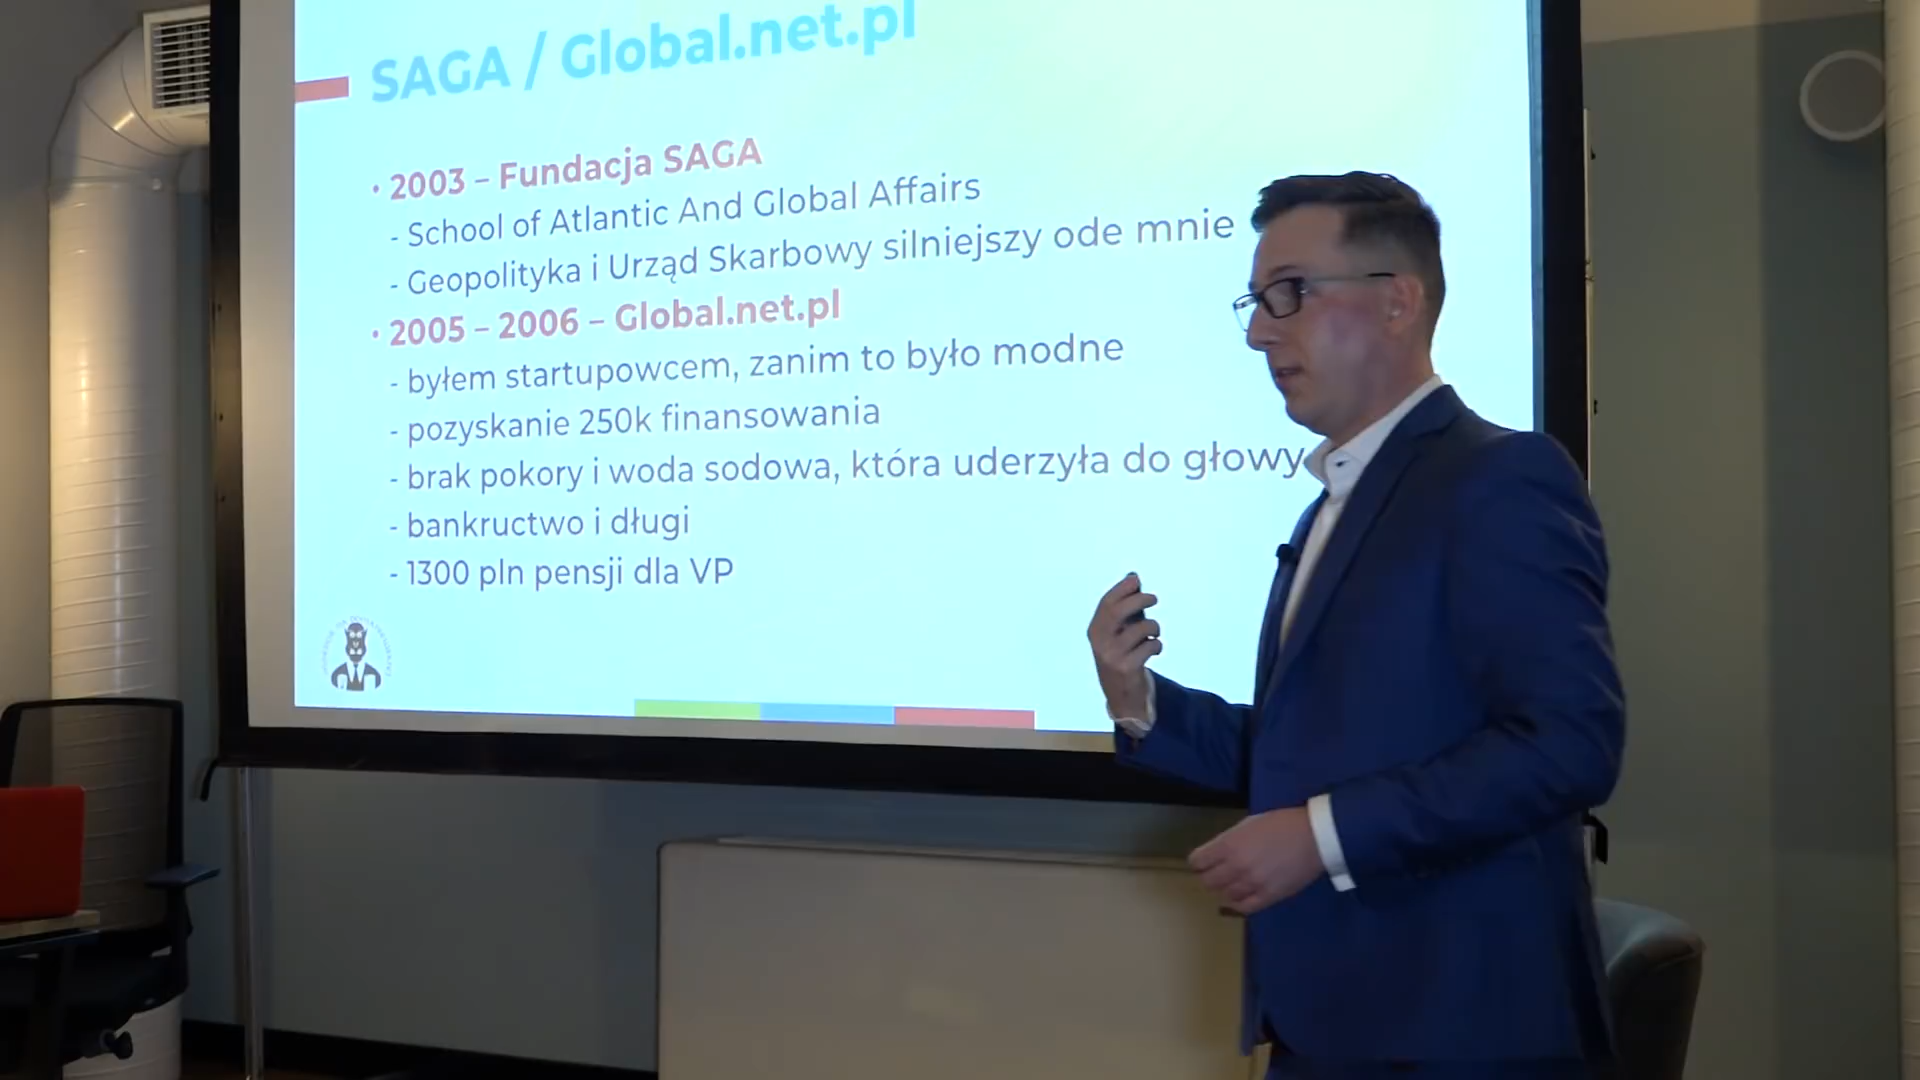 SAGA / Global.net.pl
• 2003 – Fundacja SAGA
- School of Atlantic And Global Affairs
- Geopolityka i Urząd Skarbowy silniejszy ode mnie
• 2005 – 2006 – Global.net.pl
- byłem startupowcem, zanim to było modne
- pozyskanie 250k finansowania
- brak pokory i woda sodowa, która uderzyła do głowy
- bankructwo i długi
- 1300 pln pensji dla VP